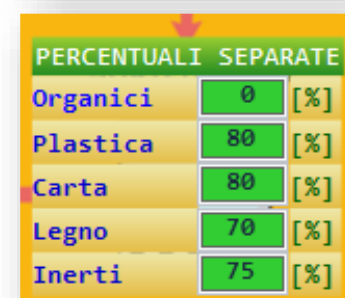 PERCENTUALI SEPARATE
Organici 0 [%]
Plastica 80 [%]
Carta 80 [%]
Legno 70 [%]
Inerti 75 [%]